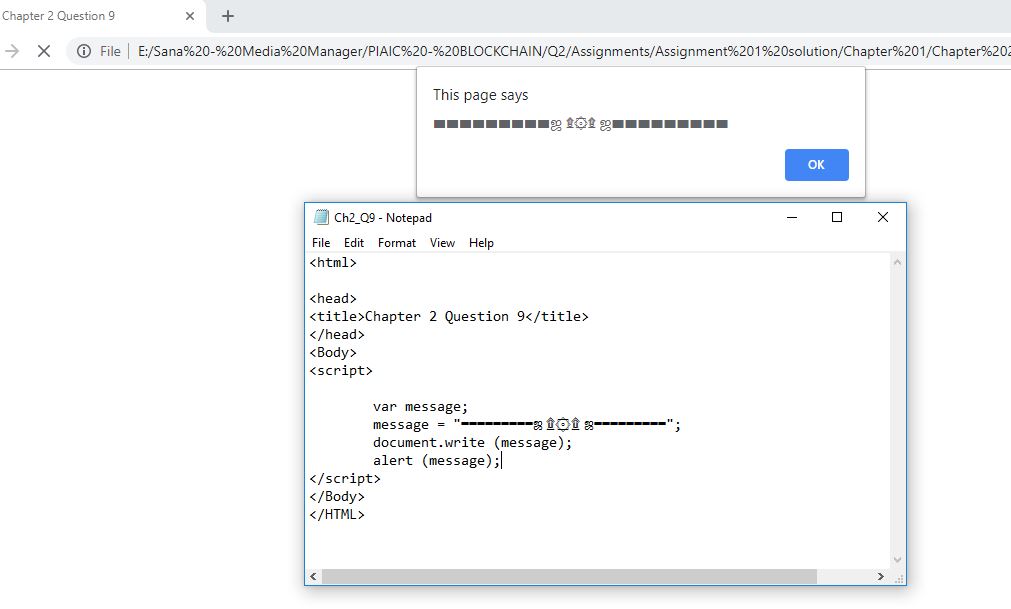 Chapter 2 Question 9
File E:/Sana%20-%20Media%20Manager/PIAIC%20-%20BLOCKCHAIN/Q2/Assignments/Assignment%201%20solution/Chapter%201/Chapter%202
This page says
▬▬▬▬▬▬▬▬▬ஜ۩۞۩ஜ▬▬▬▬▬▬▬▬▬
OK
Ch2_Q9 - Notepad
File Edit Format View Help
<html>
<head>
<title>Chapter 2 Question 9</title>
</head>
<Body>
<script>
var message;
message = "▬▬▬▬▬▬▬▬▬ஜ۩۞۩ஜ▬▬▬▬▬▬▬▬▬";
document.write (message);
alert (message);
</script>
</Body>
</HTML>